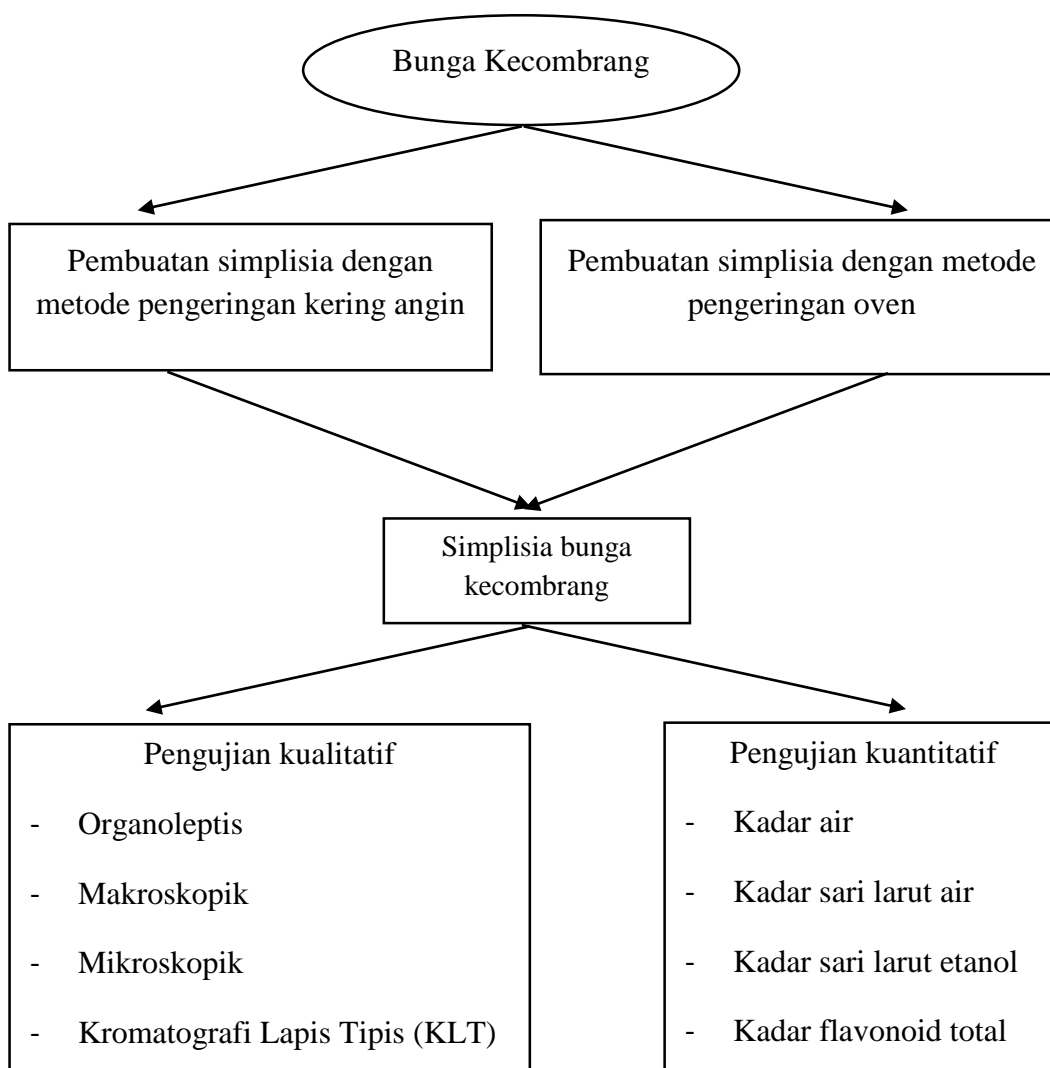 Bunga Kecombrang
Pembuatan simplisia dengan
metode pengeringan kering angin
Pembuatan simplisia dengan metode
pengeringan oven
Simplisia bunga
kecombrang
Pengujian kualitatif
- Organoleptis
- Makroskopik
- Mikroskopik
- Kromatografi Lapis Tipis (KLT)
Pengujian kuantitatif
- Kadar air
- Kadar sari larut air
- Kadar sari larut etanol
- Kadar flavonoid total